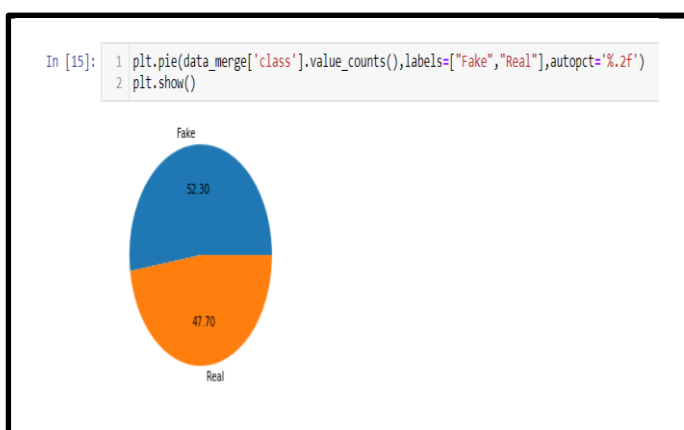 In [15]:
1 plt.pie(data_merge['class'].value_counts(),labels=["Fake","Real"],autopct='%.2f')
2 plt.show()
Fake
52.30
47.70
Real